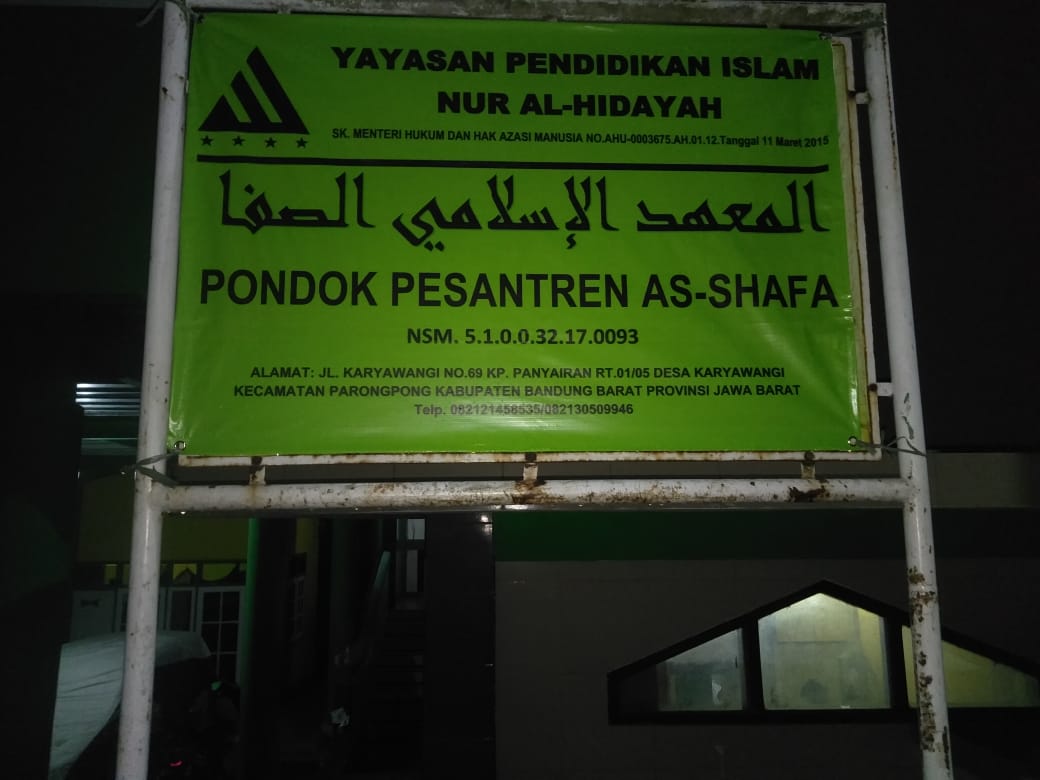 YAYASAN PENDIDIKAN ISLAM
NUR AL-HIDAYAH
SK. MENTERI HUKUM DAN HAK AZASI MANUSIA NO.AHU-0003675.AH.01.12.Tanggal 11 Maret 2015
المعهد الإسلامي الصفا
PONDOK PESANTREN AS-SHAFA
NSM. 5.1.0.0.32.17.0093
ALAMAT: JL. KARYAWANGI NO.69 KP. PANYAIRAN RT.01/05 DESA KARYAWANGI
KECAMATAN PARONGPONG KABUPATEN BANDUNG BARAT PROVINSI JAWA BARAT
Telp. 082121458535/082130509946